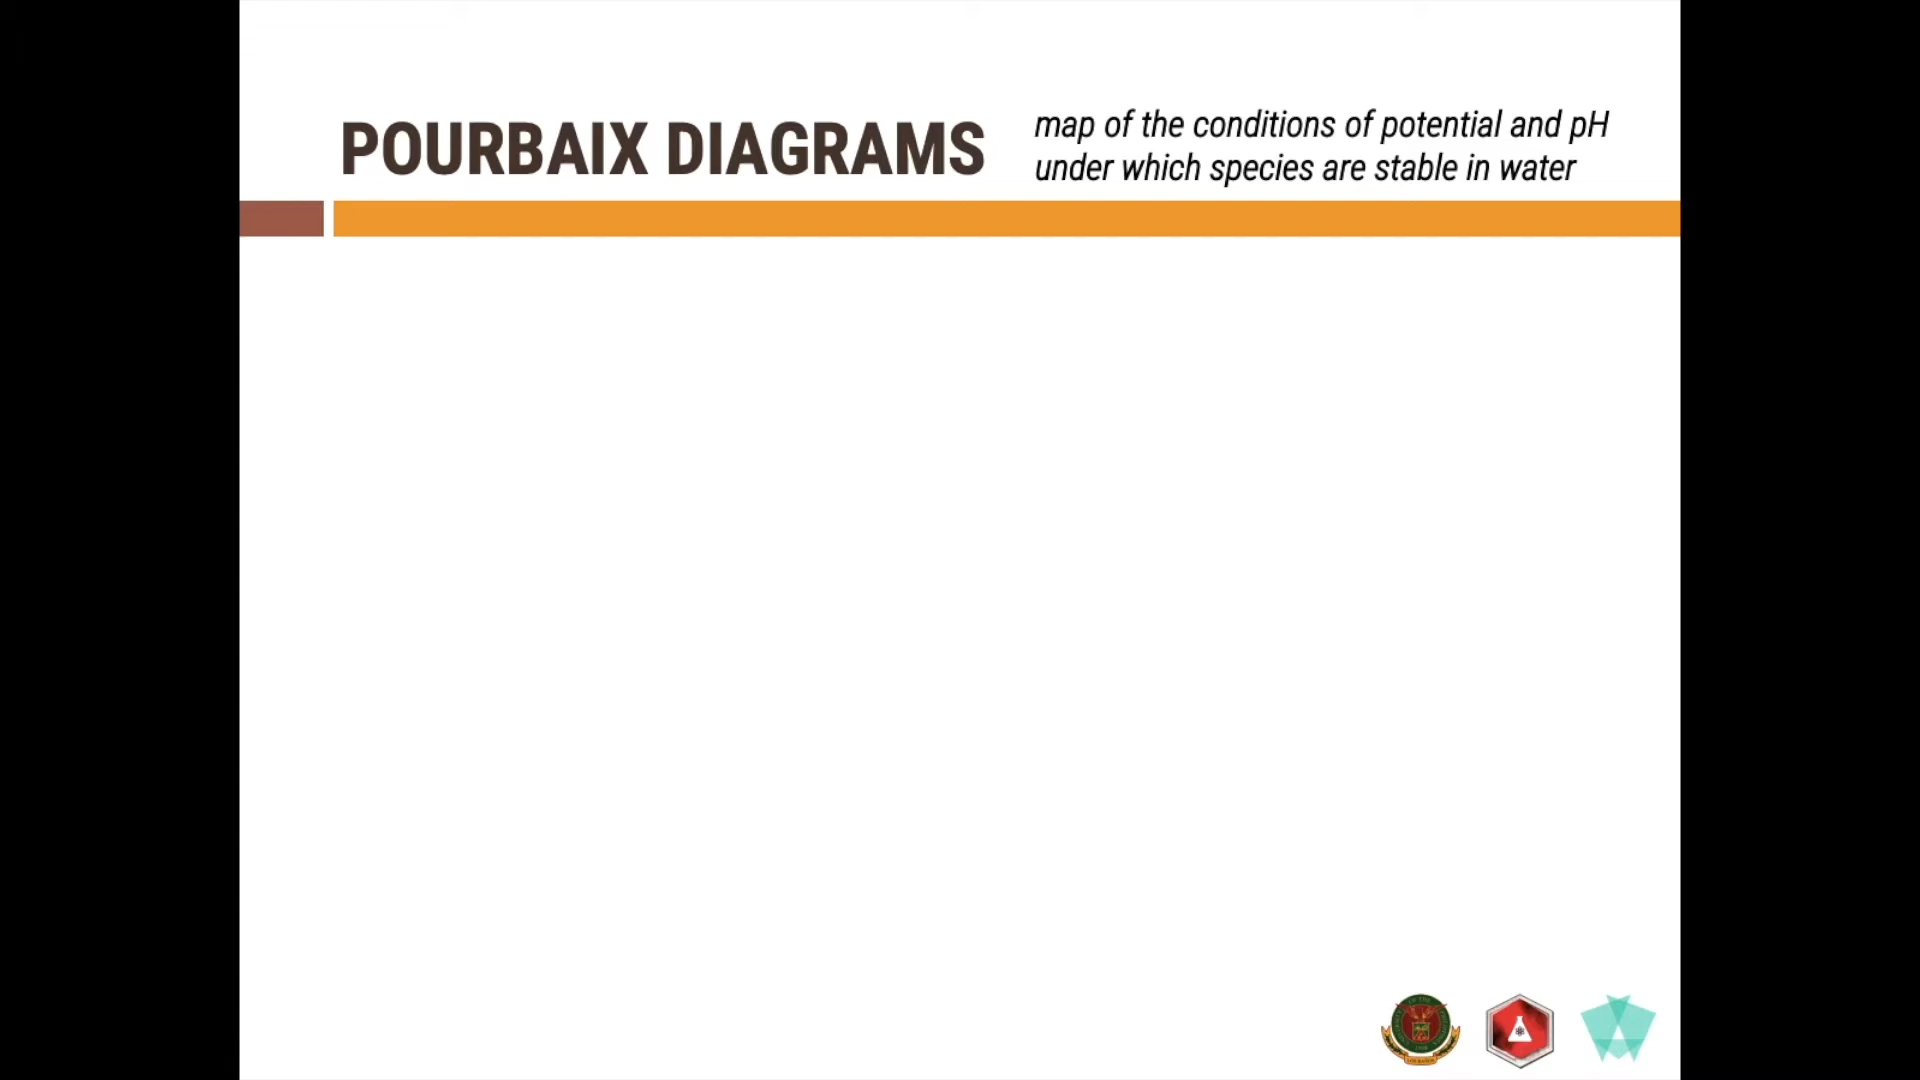 POURBAIX DIAGRAMS
map of the conditions of potential and pH
under which species are stable in water